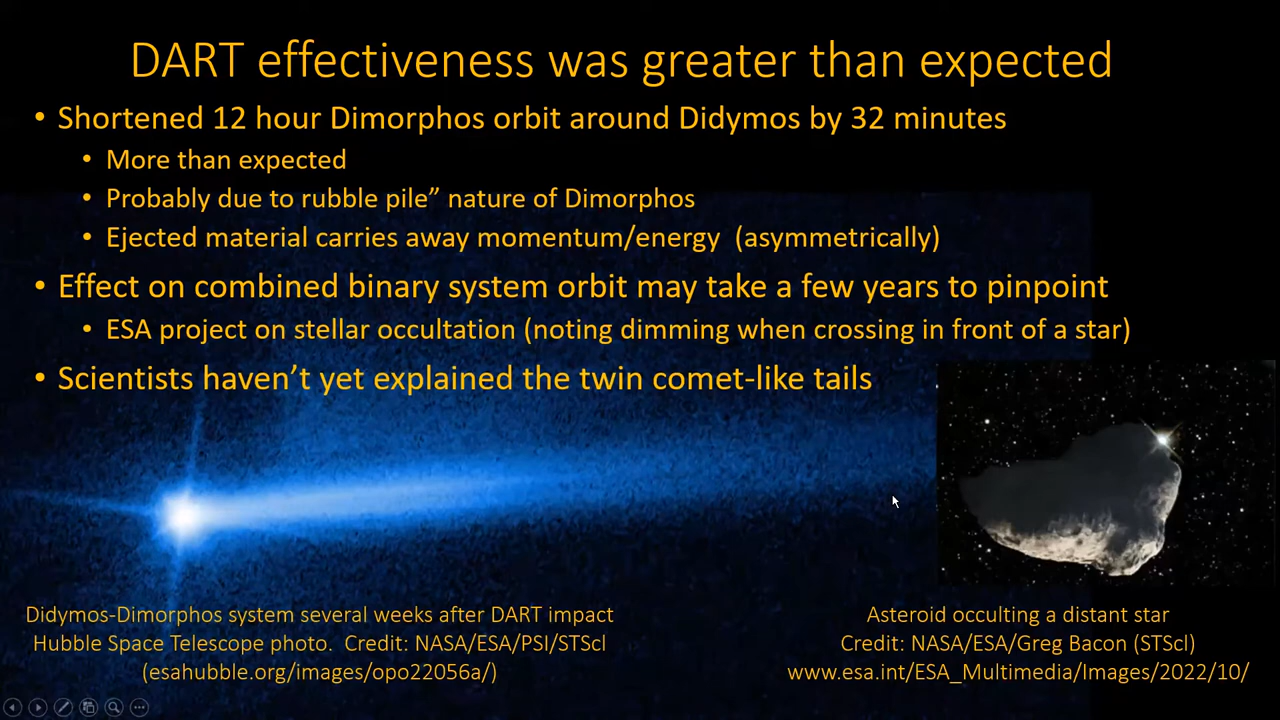 DART effectiveness was greater than expected
• Shortened 12 hour Dimorphos orbit around Didymos by 32 minutes
• More than expected
• Probably due to rubble pile” nature of Dimorphos
• Ejected material carries away momentum/energy (asymmetrically)
• Effect on combined binary system orbit may take a few years to pinpoint
• ESA project on stellar occultation (noting dimming when crossing in front of a star)
• Scientists haven’t yet explained the twin comet-like tails
Didymos-Dimorphos system several weeks after DART impact
Hubble Space Telescope photo. Credit: NASA/ESA/PSI/STScl
(esahubble.org/images/opo22056a/)
Asteroid occulting a distant star
Credit: NASA/ESA/Greg Bacon (STScl)
www.esa.int/ESA_Multimedia/Images/2022/10/